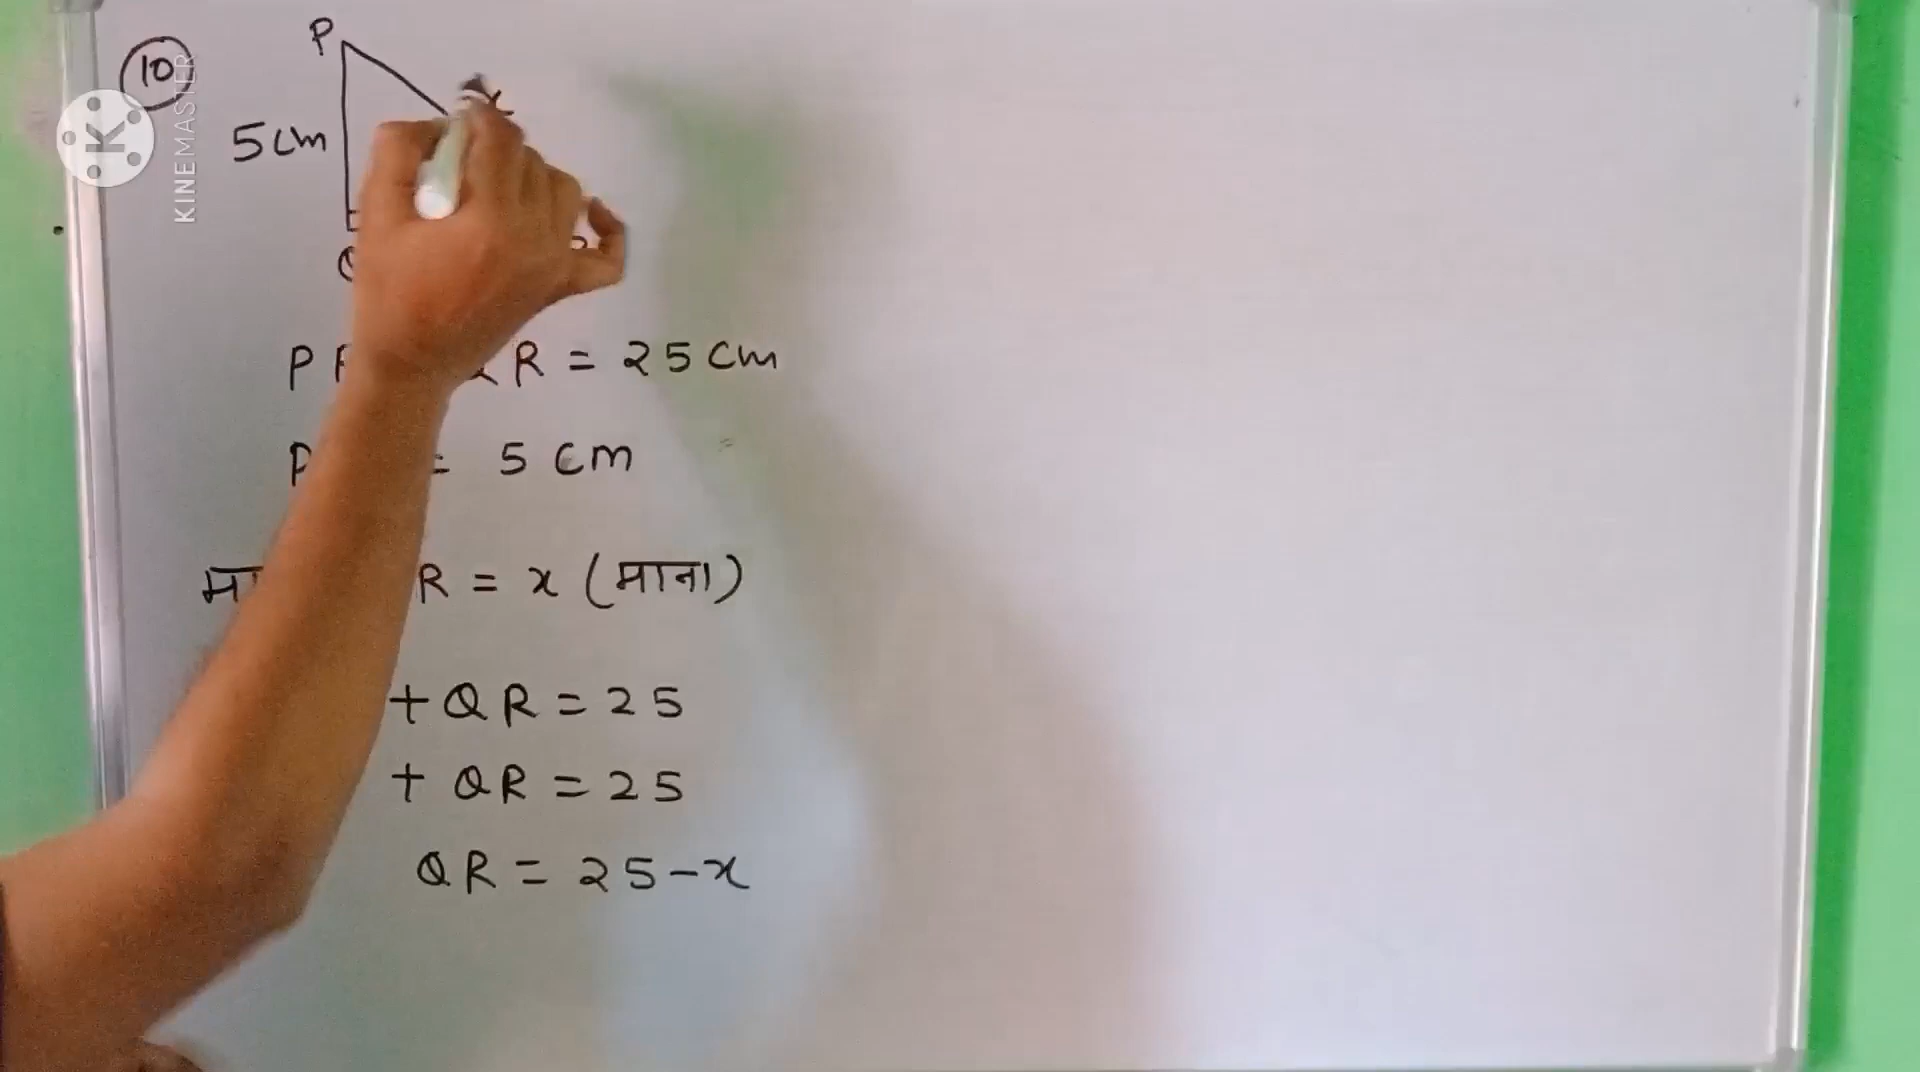 10
P
5cm
x
P R = 25 cm
P = 5 cm
R = x (माना)
+ QR = 25
+ QR = 25
QR = 25 - x
K
KINEMASTER